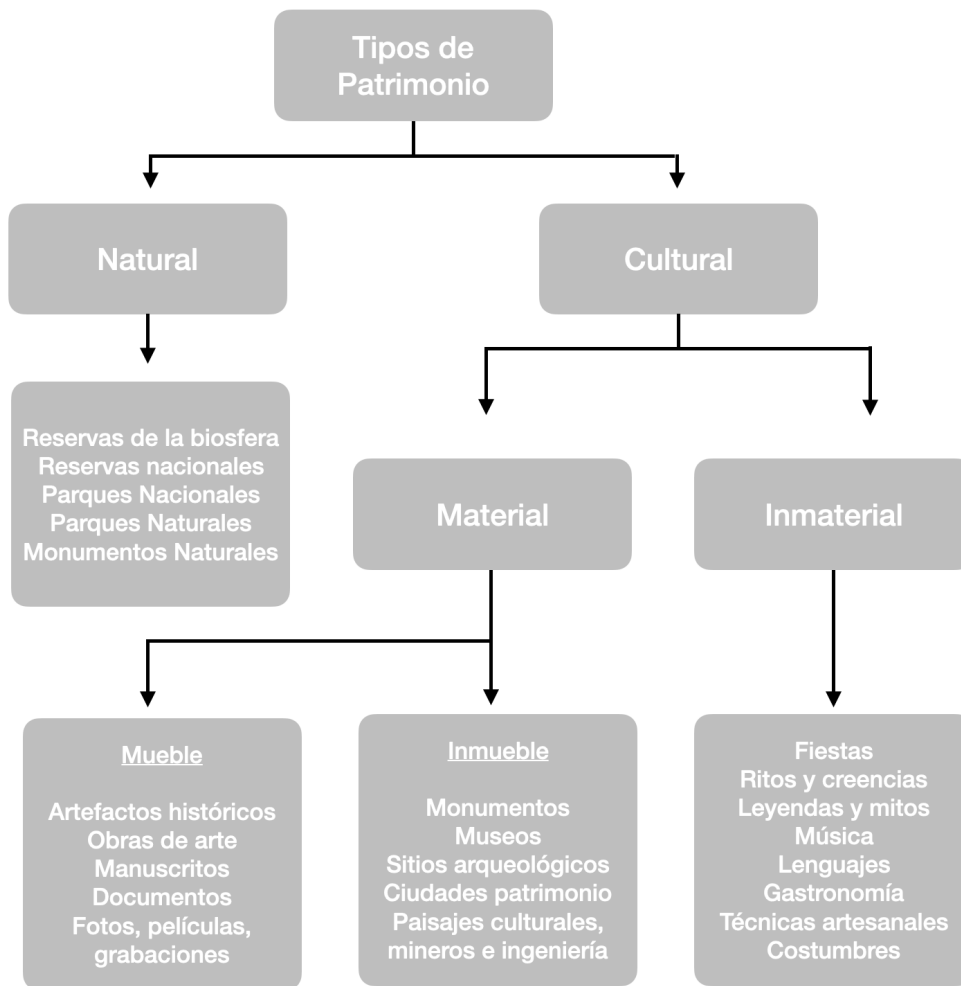 Tipos de
Patrimonio
Natural
Cultural
Reservas de la biosfera
Reservas nacionales
Parques Nacionales
Parques Naturales
Monumentos Naturales
Material
Inmaterial
Mueble
Artefactos históricos
Obras de arte
Manuscritos
Documentos
Fotos, películas,
grabaciones
Inmueble
Monumentos
Museos
Sitios arqueológicos
Ciudades patrimonio
Paisajes culturales,
mineros e ingeniería
Fiestas
Ritos y creencias
Leyendas y mitos
Música
Lenguajes
Gastronomía
Técnicas artesanales
Costumbres